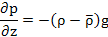 ∂p/∂z = −(ρ − ρ̄)g